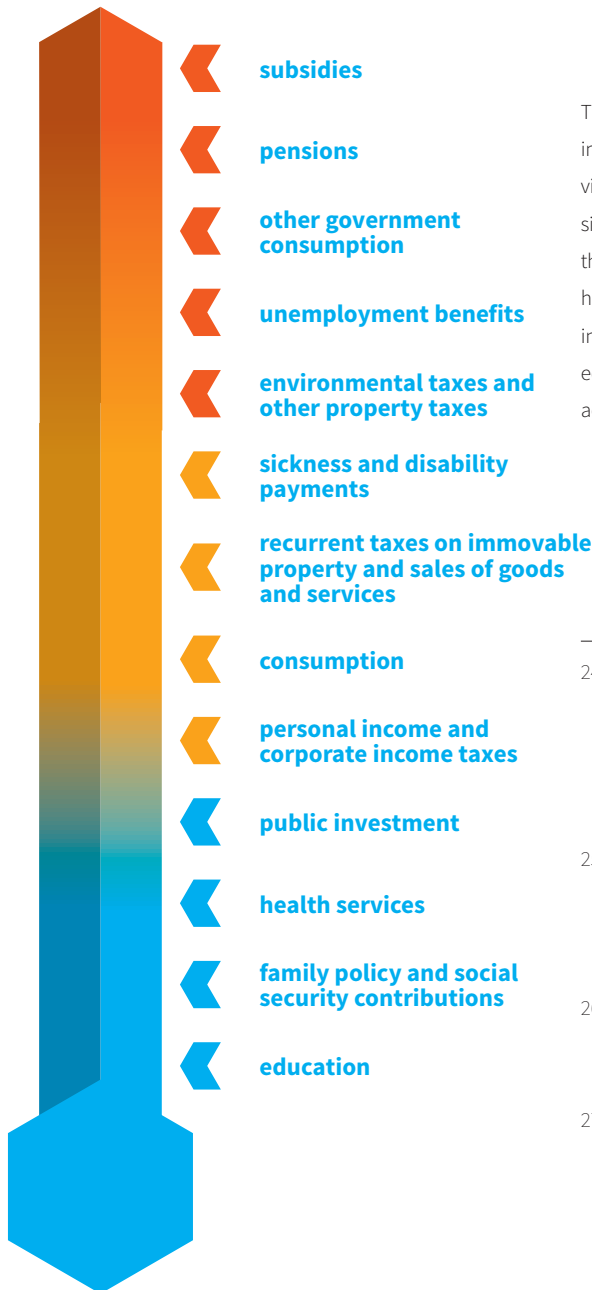 subsidies
pensions
other government
consumption
unemployment benefits
environmental taxes and
other property taxes
sickness and disability
payments
recurrent taxes on immovable
property and sales of goods
and services
consumption
personal income and
corporate income taxes
public investment
health services
family policy and social
security contributions
education